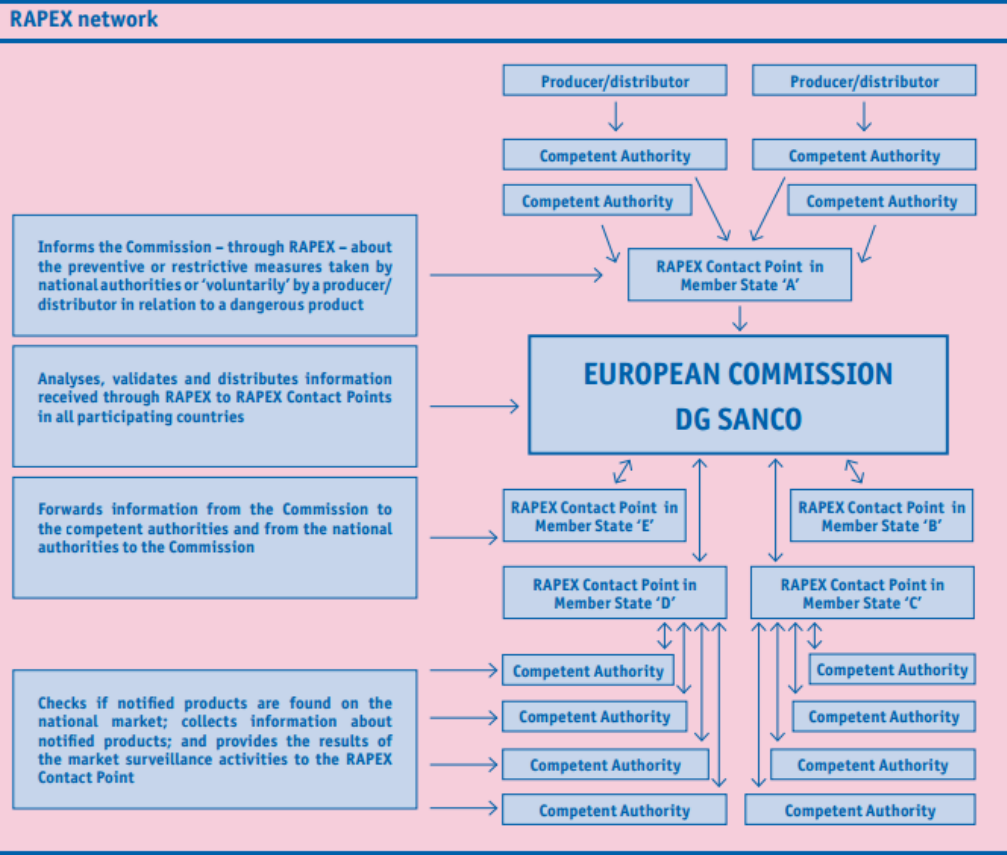 RAPEX network
Producer/distributor
Producer/distributor
Competent Authority
Competent Authority
Competent Authority
Competent Authority
Informs the Commission – through RAPEX – about
the preventive or restrictive measures taken by
national authorities or 'voluntarily' by a producer/
distributor in relation to a dangerous product
RAPEX Contact Point in
Member State 'A'
Analyses, validates and distributes information
received through RAPEX to RAPEX Contact Points
in all participating countries
EUROPEAN COMMISSION
DG SANCO
Forwards information from the Commission to
the competent authorities and from the national
authorities to the Commission
RAPEX Contact Point in
Member State 'E'
RAPEX Contact Point in
Member State 'B'
RAPEX Contact Point in
Member State 'D'
RAPEX Contact Point in
Member State 'C'
Checks if notified products are found on the
national market; collects information about
notified products; and provides the results of
the market surveillance activities to the RAPEX
Contact Point
Competent Authority
Competent Authority
Competent Authority
Competent Authority
Competent Authority
Competent Authority
Competent Authority
Competent Authority